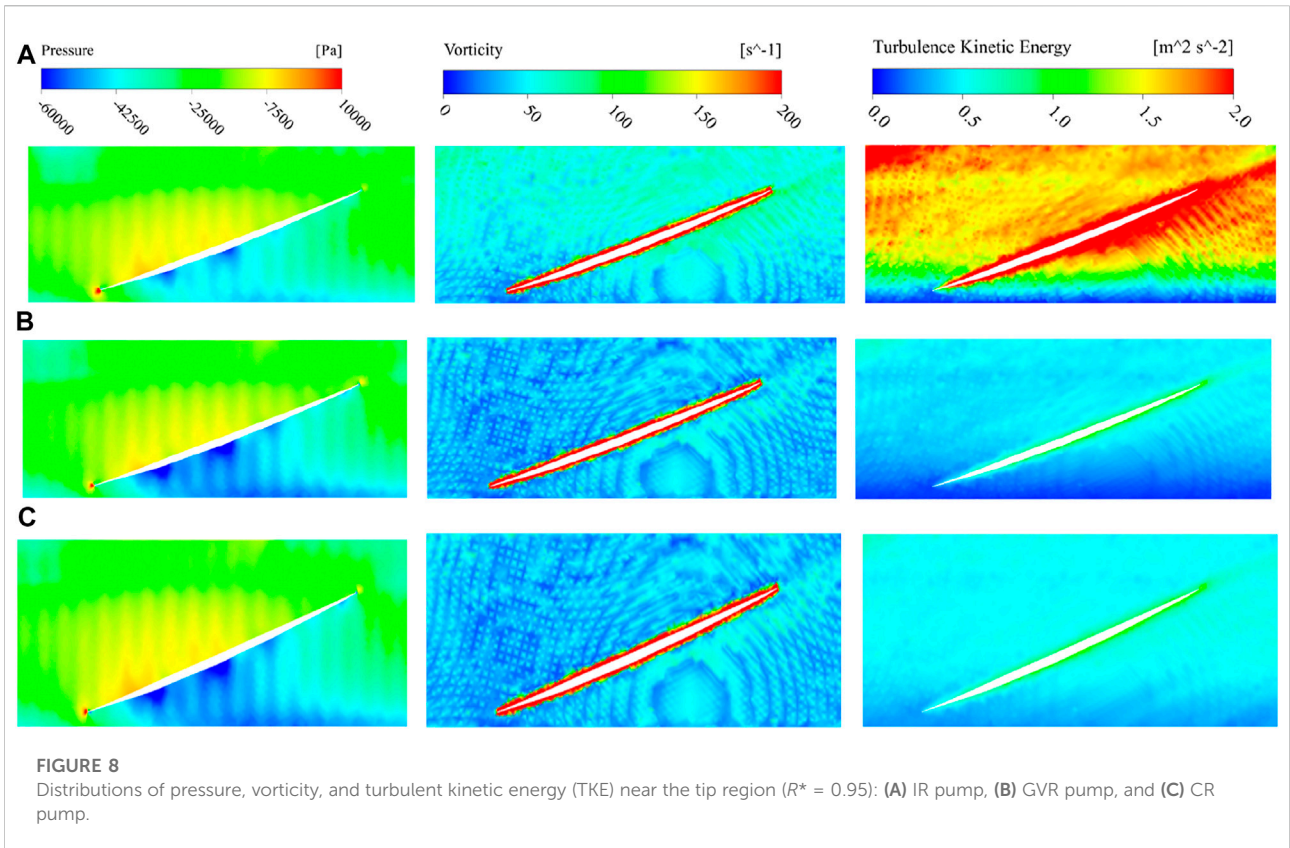 A
Pressure [Pa]
-60000 -42500 -25000 -7500 10000
Vorticity [s^-1]
0 50 100 150 200
Turbulence Kinetic Energy [m^2 s^-2]
0.0 0.5 1.0 1.5 2.0
B
C
FIGURE 8
Distributions of pressure, vorticity, and turbulent kinetic energy (TKE) near the tip region (R* = 0.95): (A) IR pump, (B) GVR pump, and (C) CR
pump.